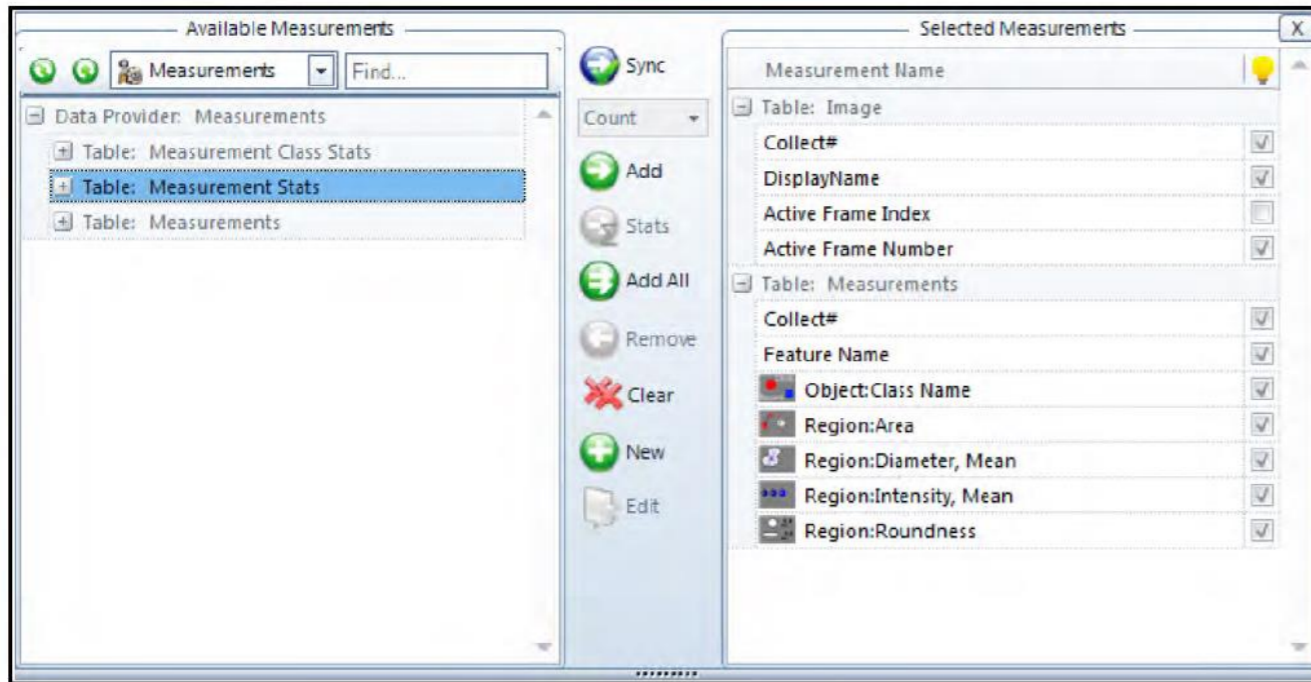 Available Measurements
Measurements
Find...
Data Provider: Measurements
Table: Measurement Class Stats
Table: Measurement Stats
Table: Measurements
Sync
Count
Add
Stats
Add All
Remove
Clear
New
Edit
Selected Measurements
X
Measurement Name
Table: Image
Collect#
DisplayName
Active Frame Index
Active Frame Number
Table: Measurements
Collect#
Feature Name
Object:Class Name
Region:Area
Region:Diameter, Mean
Region:Intensity, Mean
Region:Roundness